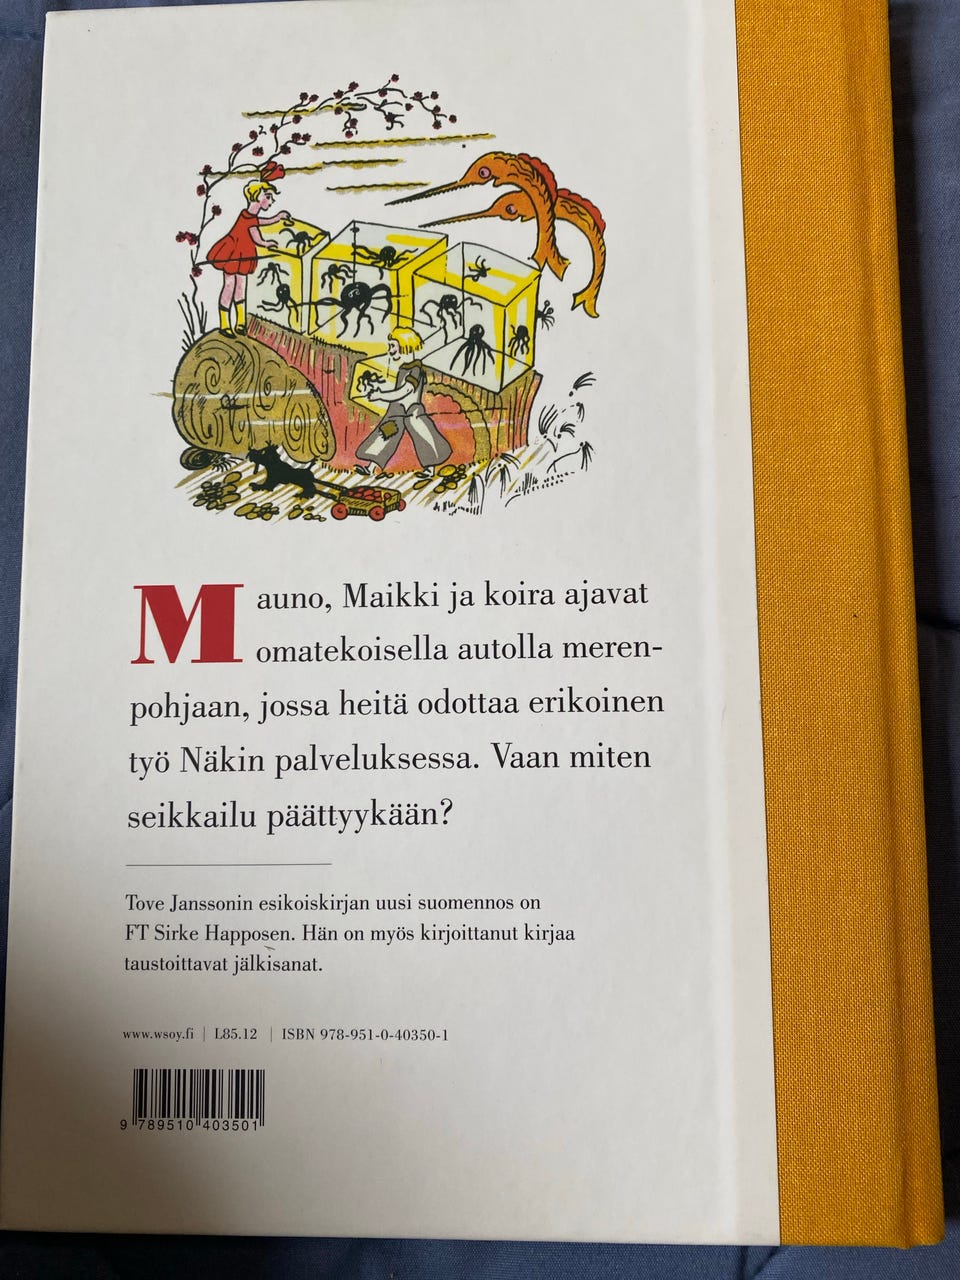 Mauno, Maikki ja koira ajavat
omatekoisella autolla meren-
pohjaan, jossa heitä odottaa erikoinen
työ Näkin palveluksessa. Vaan miten
seikkailu päättyykään?
Tove Janssonin esikoiskirjan uusi suomennos on
FT Sirke Happosen. Hän on myös kirjoittanut kirjaa
taustoittavat jälkisanat.
www.wsoy.fi | L85.12 | ISBN 978-951-0-40350-1
9 789510 403501